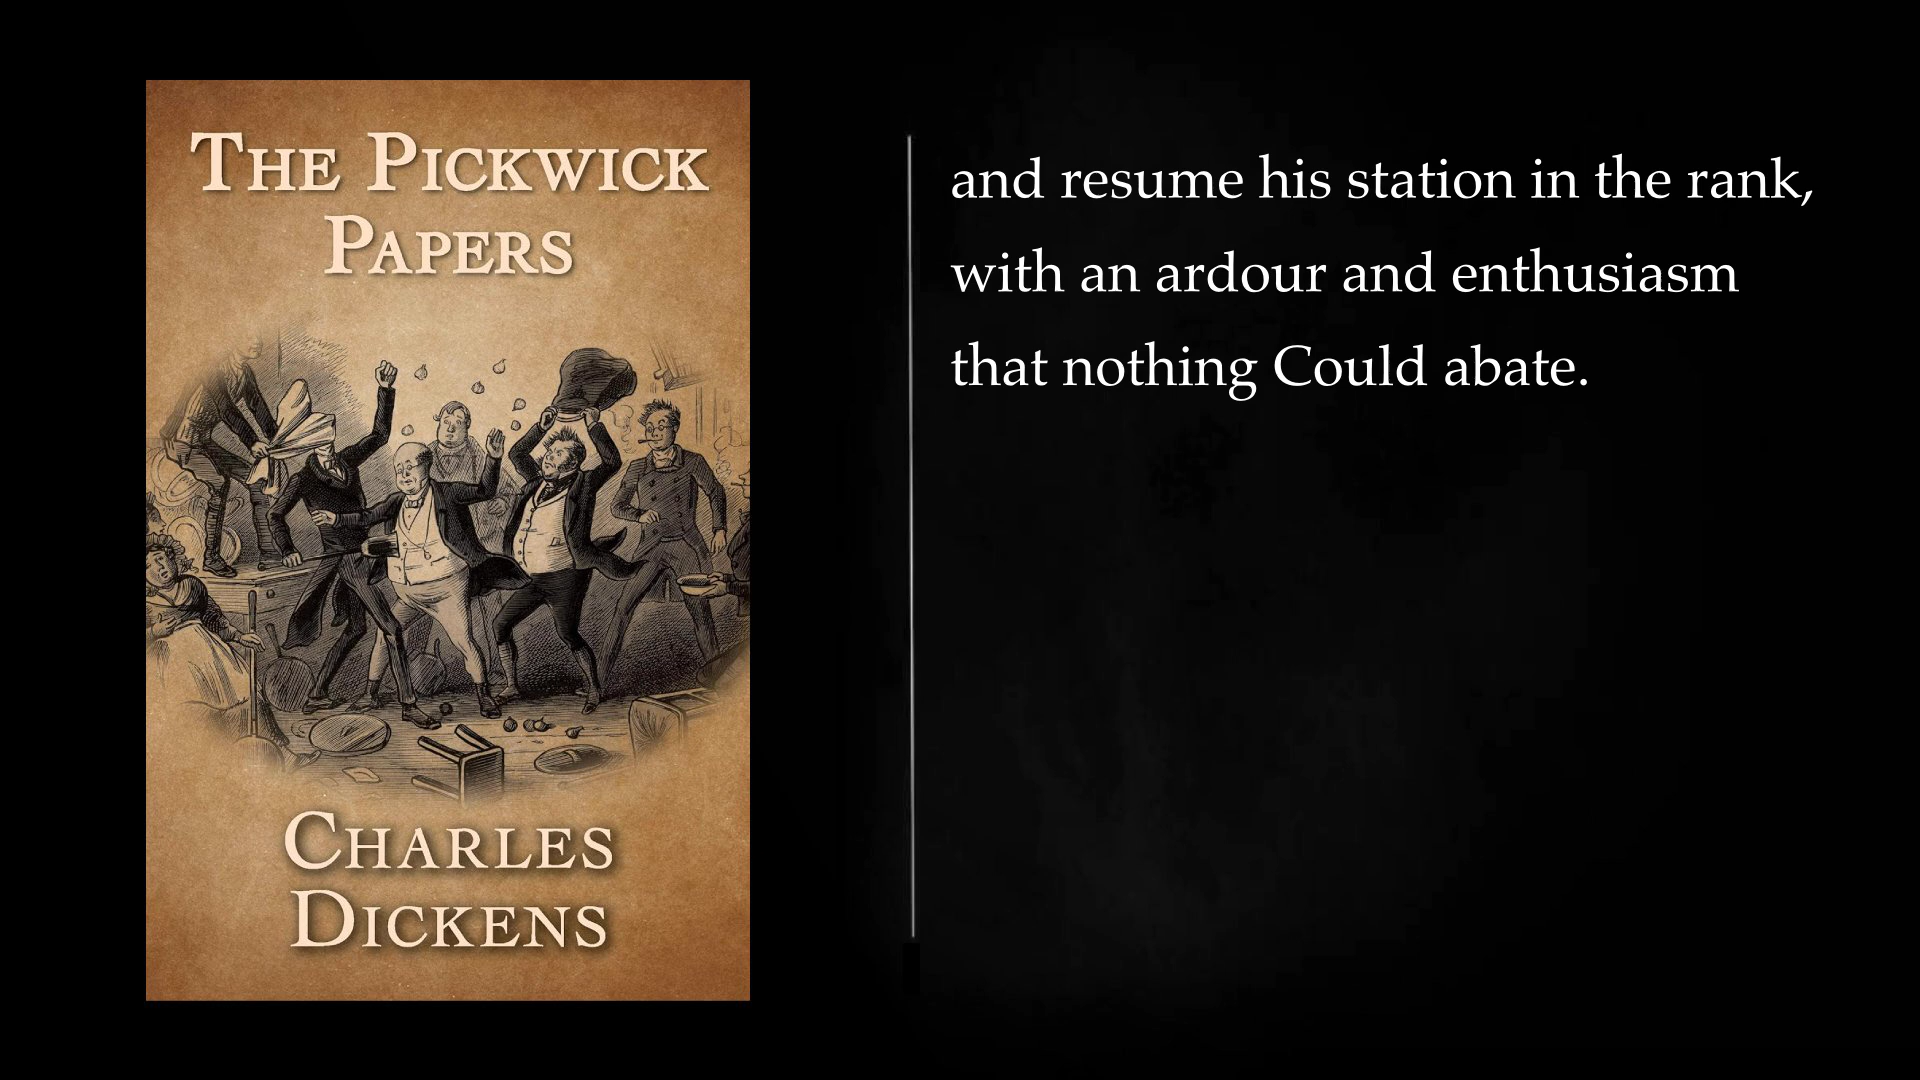 THE PICKWICK
PAPERS
CHARLES
DICKENS
and resume his station in the rank,
with an ardour and enthusiasm
that nothing Could abate.